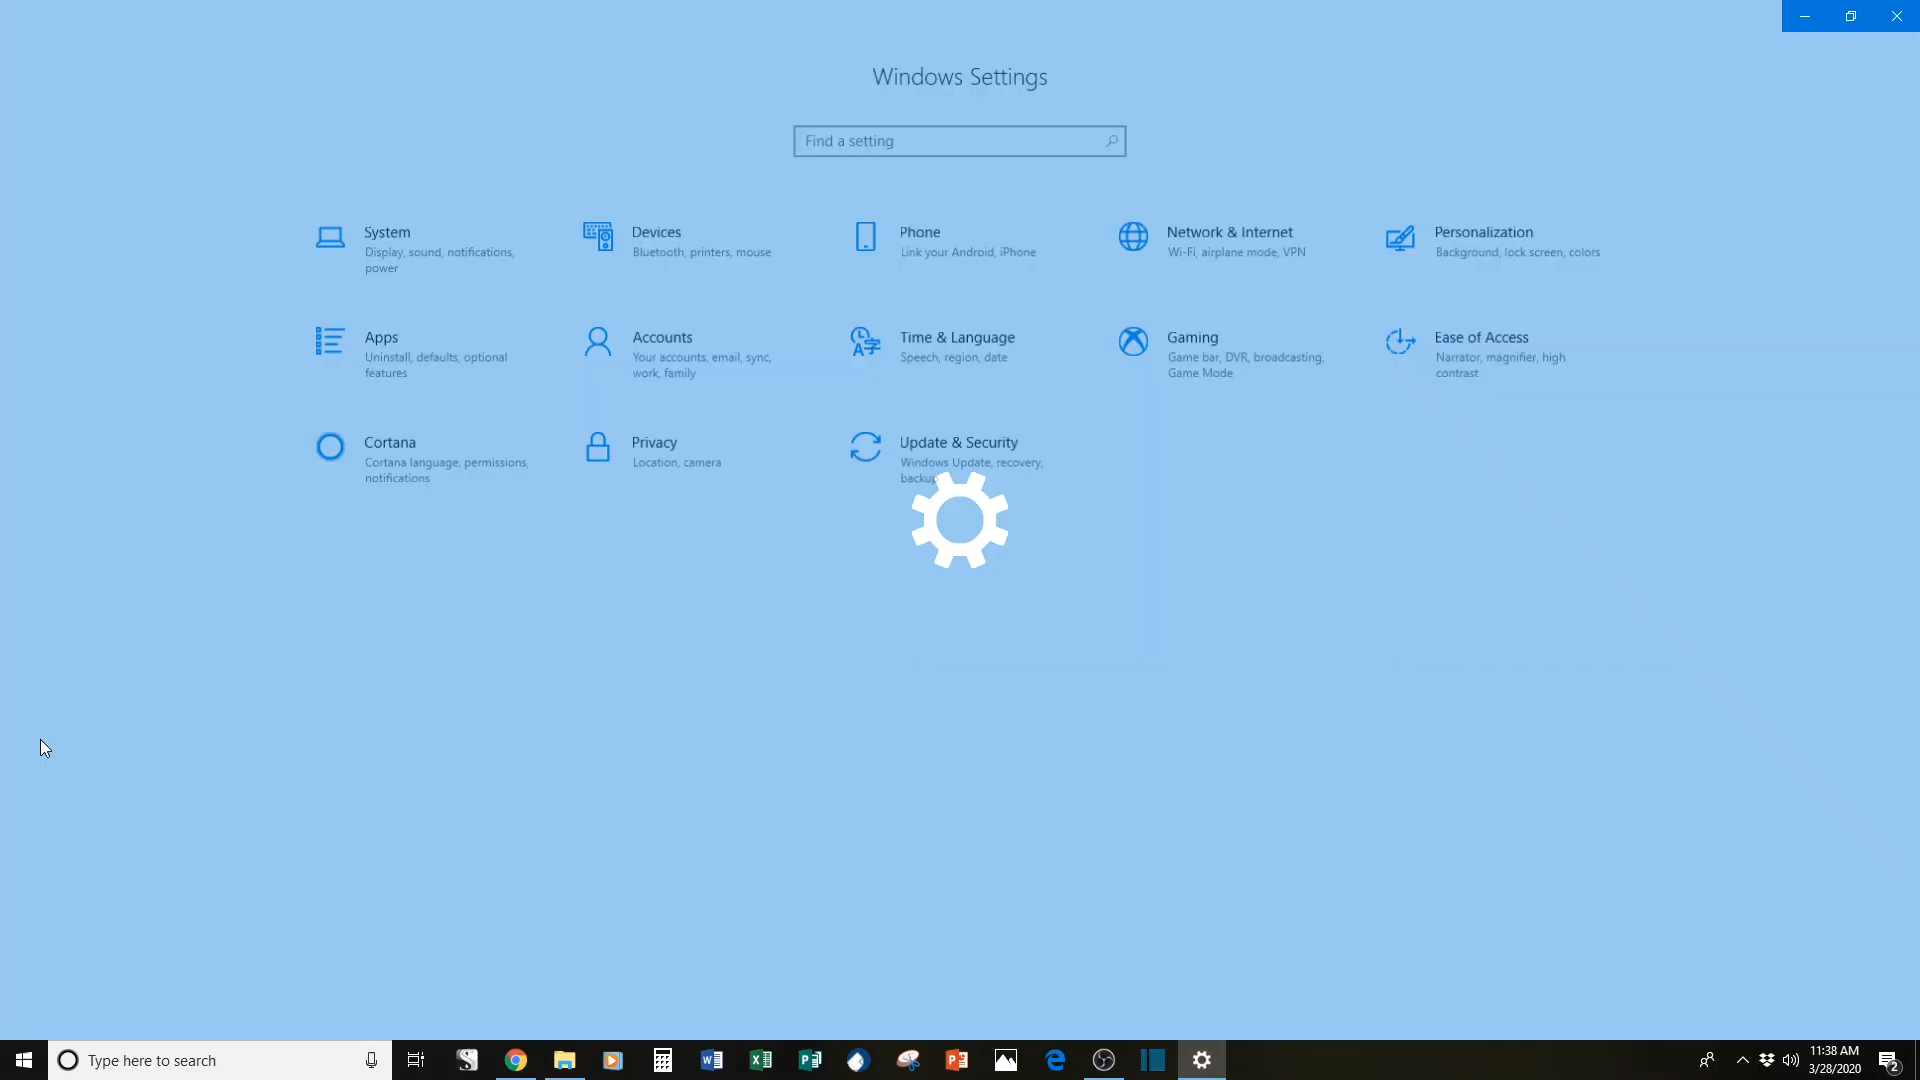 Windows Settings
Find a setting
System
Display, sound, notifications,
power
Devices
Bluetooth, printers, mouse
Phone
Link your Android, iPhone
Network & Internet
Wi-Fi, airplane mode, VPN
Personalization
Background, lock screen, colors
Apps
Uninstall, defaults, optional
features
Accounts
Your accounts, email, sync,
work, family
Time & Language
Speech, region, date
Gaming
Game bar, DVR, broadcasting,
Game Mode
Ease of Access
Narrator, magnifier, high
contrast
Cortana
Cortana language, permissions,
notifications
Privacy
Location, camera
Update & Security
Windows Update, recovery,
backup
Type here to search
11:38 AM
3/28/2020
2